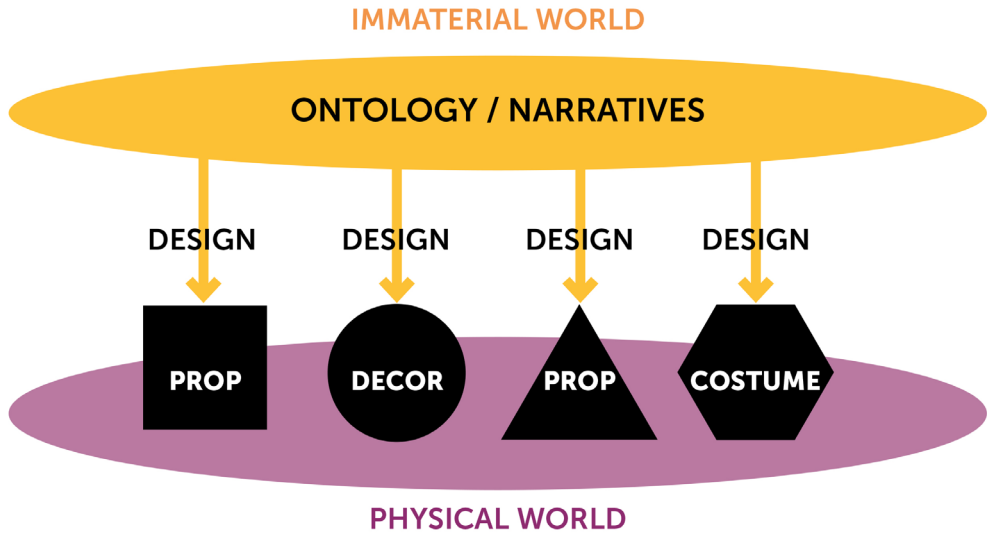 IMMATERIAL WORLD
ONTOLOGY / NARRATIVES
DESIGN DESIGN DESIGN DESIGN
PROP DECOR PROP COSTUME
PHYSICAL WORLD